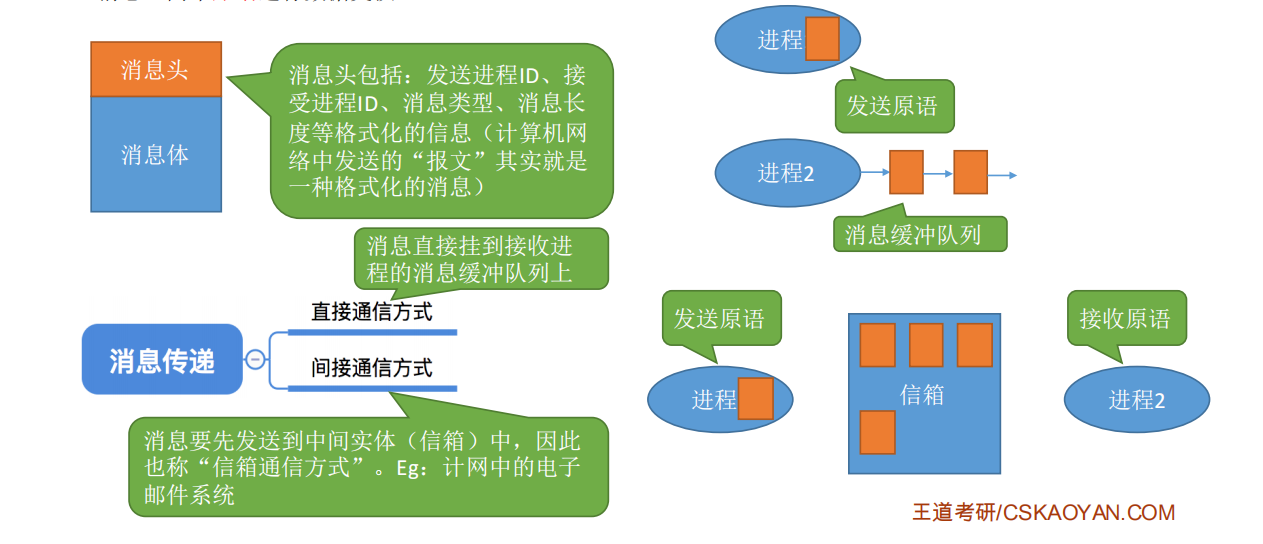 消息头
消息体
消息头包括：发送进程ID、接
受进程ID、消息类型、消息长
度等格式化的信息（计算机网
络中发送的“报文”其实就是
一种格式化的消息）
进程
发送原语
进程2
消息缓冲队列
消息直接挂到接收进
程的消息缓冲队列上
消息传递
直接通信方式
间接通信方式
消息要先发送到中间实体（信箱）中，因此
也称“信箱通信方式”。Eg：计网中的电子
邮件系统
发送原语
进程
信箱
接收原语
进程2
王道考研/CSKAOYAN.COM